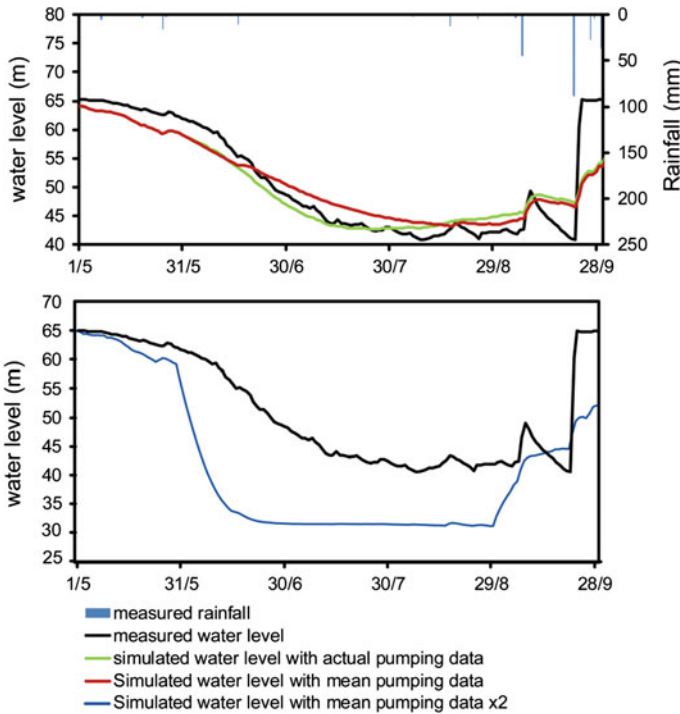 80
75
70
65
60
55
50
45
40
water level (m)
0
50
100
150
200
250
Rainfall (mm)
1/5 31/5 30/6 30/7 29/8 28/9
70
65
60
55
50
45
40
35
30
25
water level (m)
1/5 31/5 30/6 30/7 29/8 28/9
measured rainfall
measured water level
simulated water level with actual pumping data
Simulated water level with mean pumping data
Simulated water level with mean pumping data x2